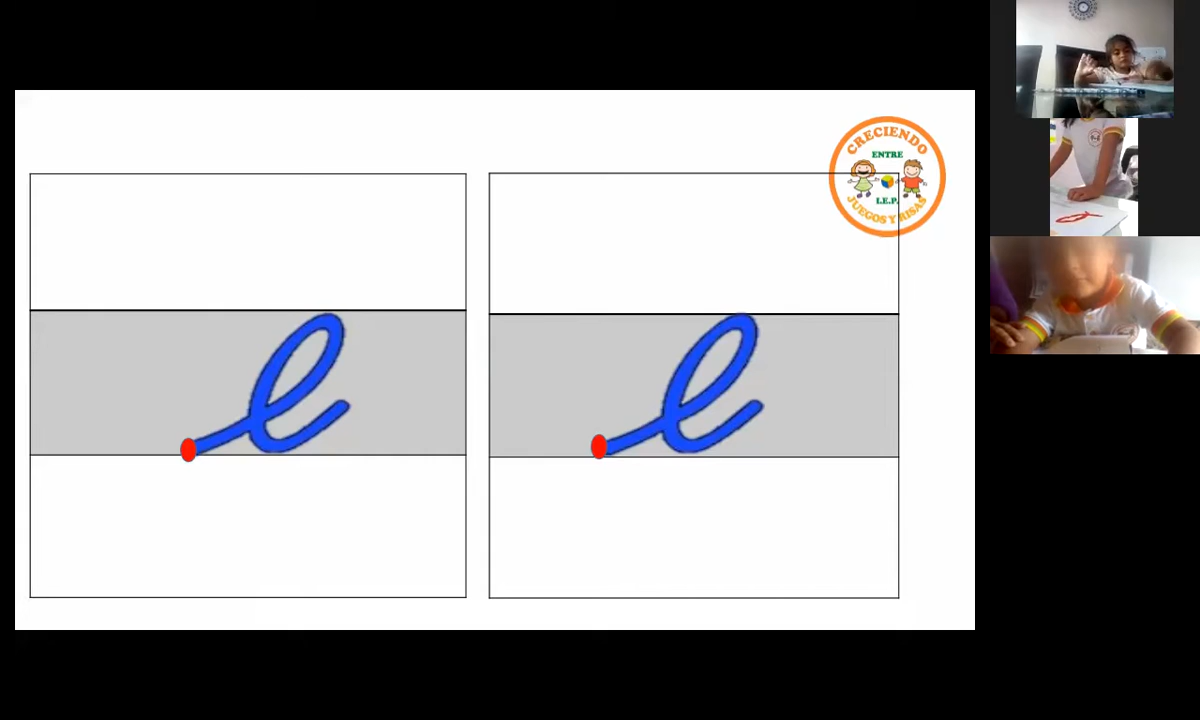 CRECIENDO
ENTRE
I.E.P.
JUEGOS Y RISAS
e e